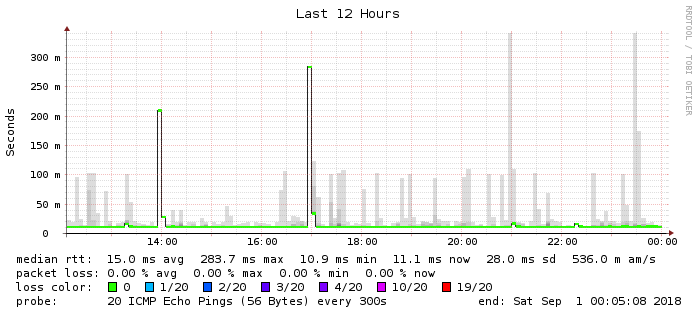 Last 12 Hours
RRDTOOL / TOBI OETIKER
Seconds
300 m
250 m
200 m
150 m
100 m
50 m
0
14:00 16:00 18:00 20:00 22:00 00:00
median rtt: 15.0 ms avg 283.7 ms max 10.9 ms min 11.1 ms now 28.0 ms sd 536.0 m am/s
packet loss: 0.00 % avg 0.00 % max 0.00 % min 0.00 % now
loss color: 0 1/20 2/20 3/20 4/20 10/20 19/20
probe: 20 ICMP Echo Pings (56 Bytes) every 300s end: Sat Sep 1 00:05:08 2018